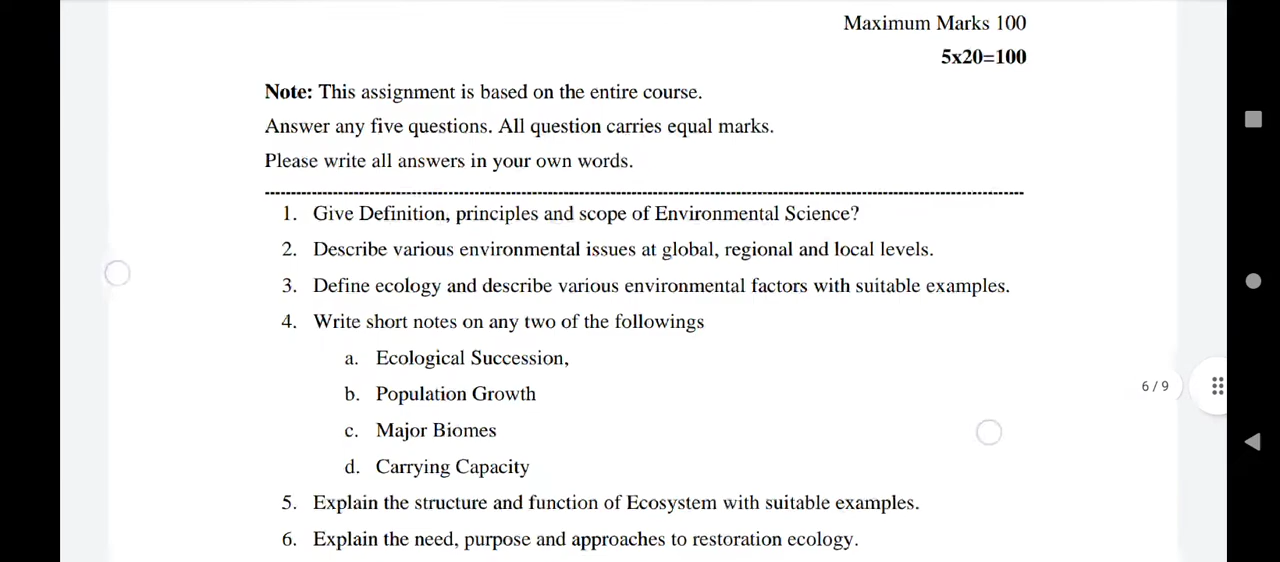 Maximum Marks 100
5x20=100
Note: This assignment is based on the entire course.
Answer any five questions. All question carries equal marks.
Please write all answers in your own words.
1. Give Definition, principles and scope of Environmental Science?
2. Describe various environmental issues at global, regional and local levels.
3. Define ecology and describe various environmental factors with suitable examples.
4. Write short notes on any two of the followings
a. Ecological Succession,
b. Population Growth
c. Major Biomes
d. Carrying Capacity
5. Explain the structure and function of Ecosystem with suitable examples.
6. Explain the need, purpose and approaches to restoration ecology.
6 / 9